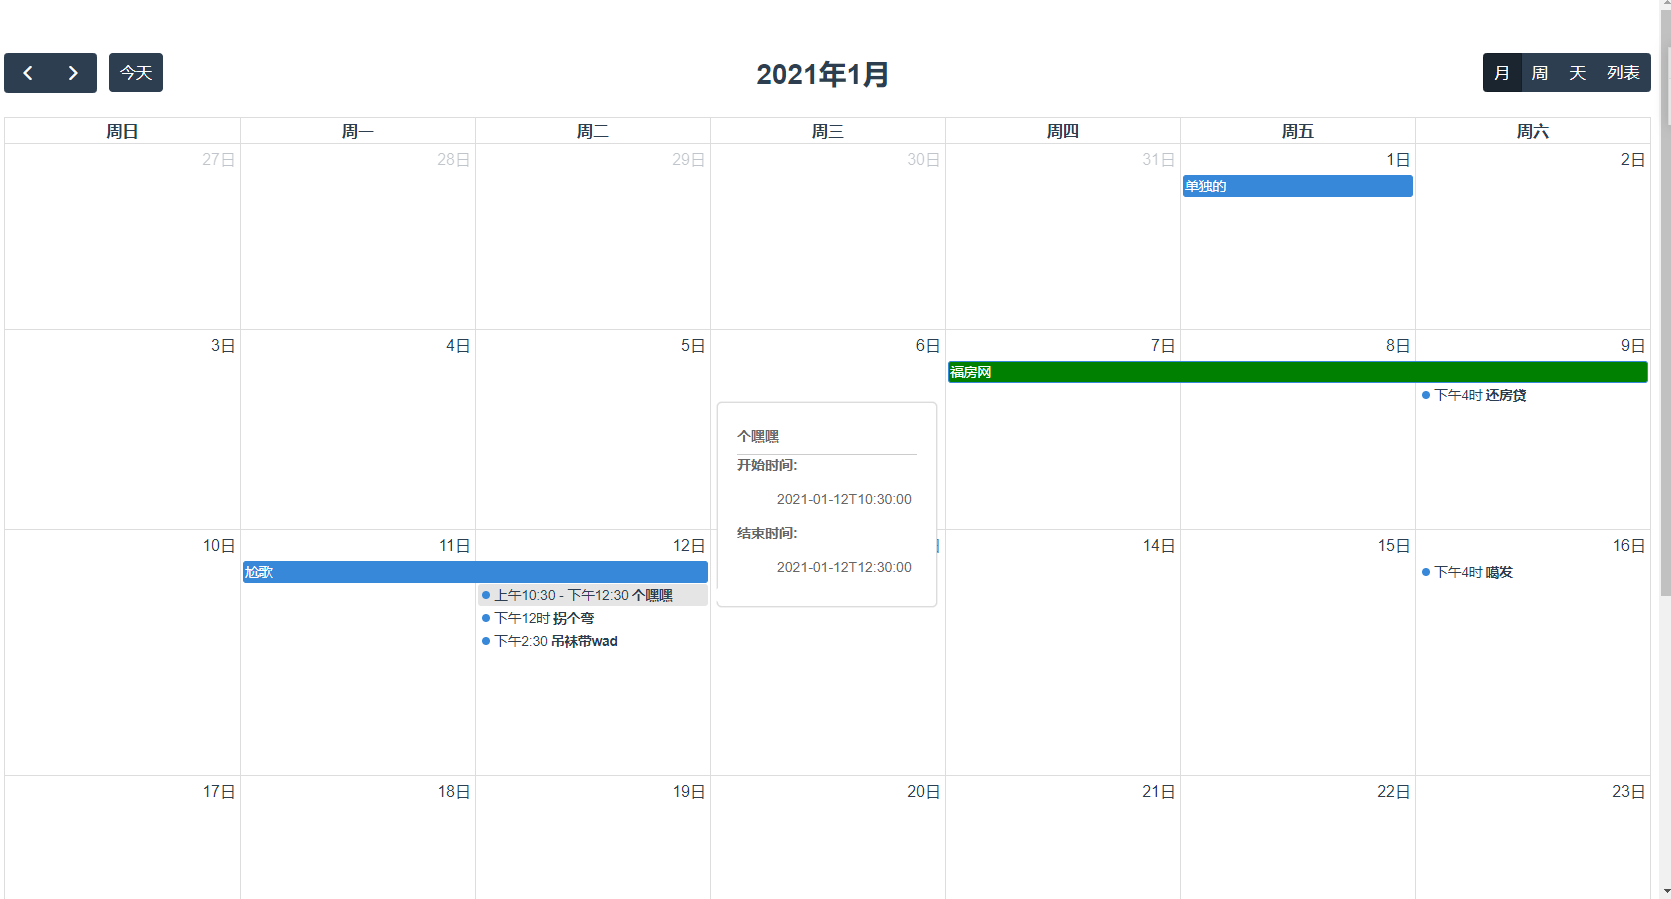 今天
2021年1月
月 周 天 列表
周日 周一 周二 周三 周四 周五 周六
27日 28日 29日 30日 31日 1日 2日
单独的
3日 4日 5日 6日 7日 8日 9日
福房网
下午4时 还房贷
个嘿嘿
开始时间:
2021-01-12T10:30:00
结束时间:
2021-01-12T12:30:00
10日 11日 12日 14日 15日 16日
尬歌
下午4时 噶发
上午10:30 - 下午12:30 个嘿嘿
下午12时 拐个弯
下午2:30 吊袜带wad
17日 18日 19日 20日 21日 22日 23日